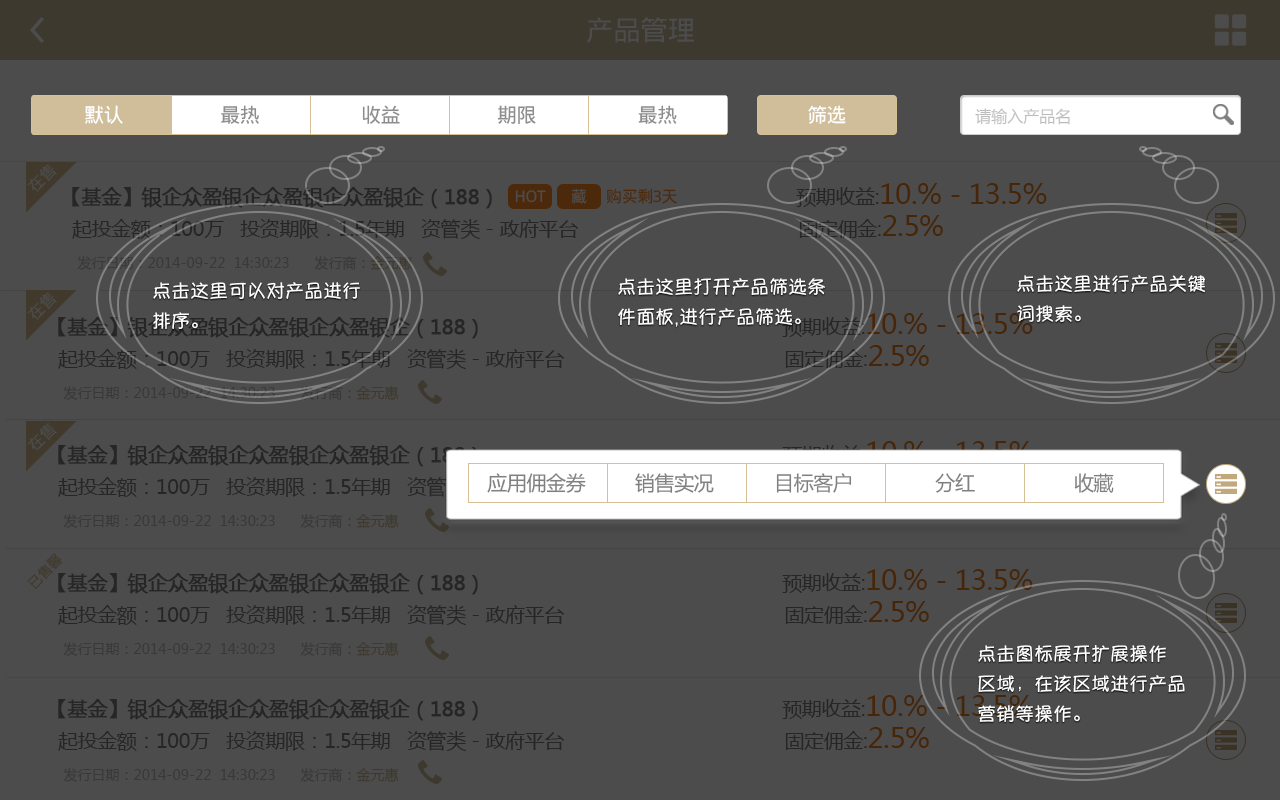 产品管理
默认 最热 收益 期限 最热 筛选 请输入产品名
在售
【基金】银企众盈银企众盈银企众盈银企（188） HOT 藏 购买剩3天 预期收益:10.% - 13.5%
起投金额：100万 投资期限：1.5年期 资管类 - 政府平台 固定佣金:2.5%
发行日期：2014-09-22 14:30:23 发行商：金元惠
点击这里可以对产品进行
排序。
点击这里打开产品筛选条
件面板,进行产品筛选。
点击这里进行产品关键
词搜索。
在售
【基金】银企众盈银企众盈银企众盈银企（188） 预期收益:10.% - 13.5%
起投金额：100万 投资期限：1.5年期 资管类 - 政府平台 固定佣金:2.5%
发行日期：2014-09-22 14:30:23 发行商：金元惠
在售
【基金】银企众盈银企众盈银企众盈银企（188） 预期收益:10.% - 13.5%
起投金额：100万 投资期限：1.5年期
应用佣金券 销售实况 目标客户 分红 收藏
发行日期：2014-09-22 14:30:23 发行商：金元惠
已售罄
【基金】银企众盈银企众盈银企众盈银企（188） 预期收益:10.% - 13.5%
起投金额：100万 投资期限：1.5年期 资管类 - 政府平台 固定佣金:2.5%
发行日期：2014-09-22 14:30:23 发行商：金元惠
点击图标展开扩展操作
区域，在该区域进行产品
营销等操作。
【基金】银企众盈银企众盈银企众盈银企（188） 预期收益:10.% - 13.5%
起投金额：100万 投资期限：1.5年期 资管类 - 政府平台 固定佣金:2.5%
发行日期：2014-09-22 14:30:23 发行商：金元惠